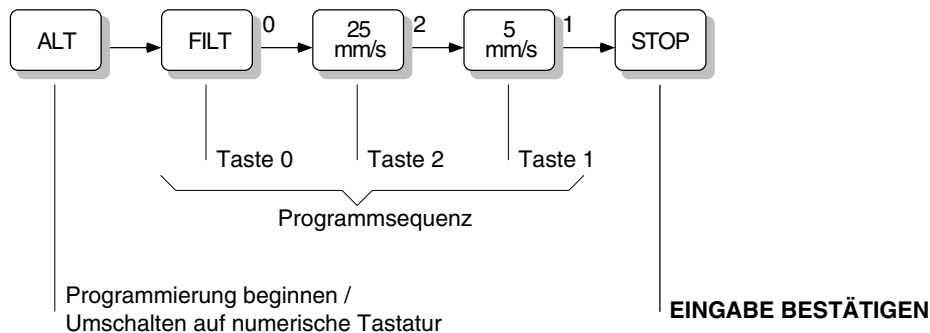 ALT
FILT
0
25
mm/s
2
5
mm/s
1
STOP
Taste 0
Taste 2
Taste 1
Programmsequenz
Programmierung beginnen /
Umschalten auf numerische Tastatur
EINGABE BESTÄTIGEN